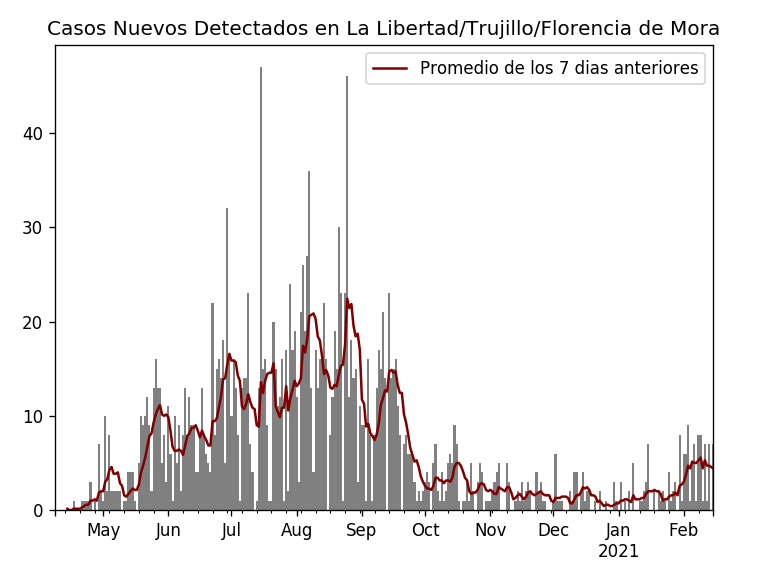 Casos Nuevos Detectados en La Libertad/Trujillo/Florencia de Mora
Promedio de los 7 dias anteriores
40
30
20
10
0
May Jun Jul Aug Sep Oct Nov Dec Jan Feb
2021